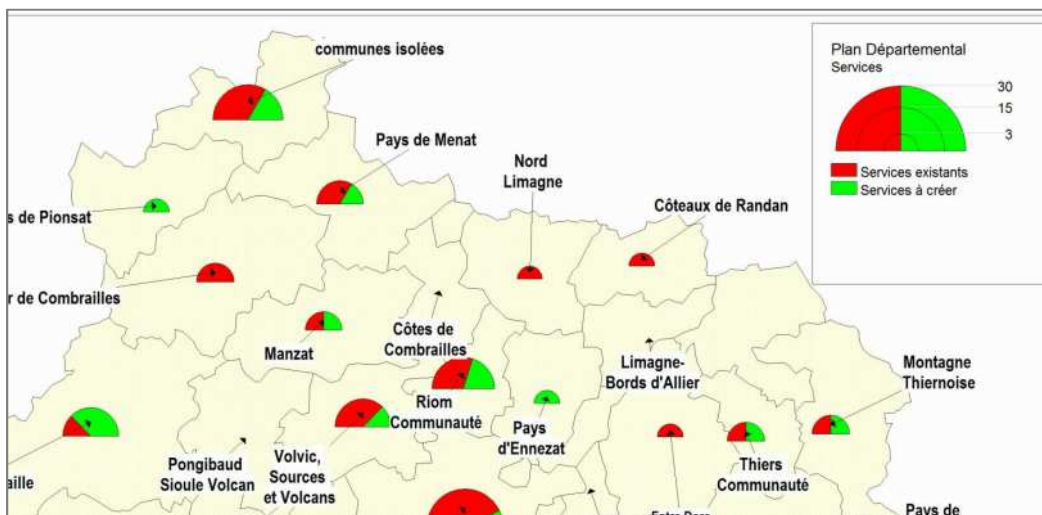 communes isolées
Plan Départemental
Services
30
15
3
Services existants
Services à créer
Pays de Menat
Nord
Limagne
Côteaux de Randan
s de Pionsat
r de Combrailles
Manzat
Côtes de
Combrailles
Limagne-
Bords d'Allier
Montagne
Thiernoise
Riom
Communauté
Pays
d'Ennezat
Volvic,
Sources
et Volcans
Pongibaud
Sioule Volcan
Thiers
Communauté
aille
Pays de